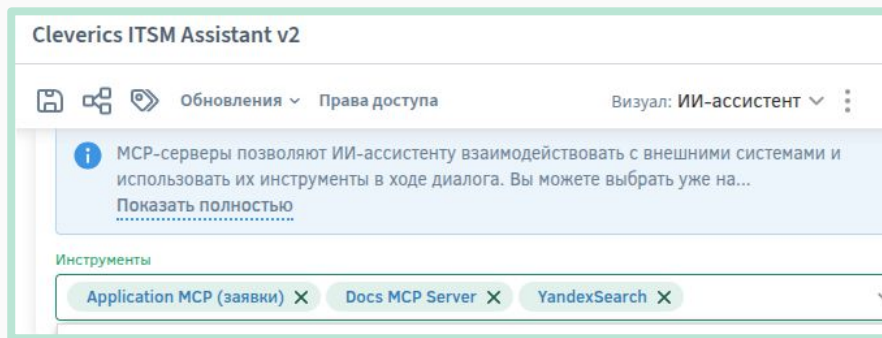 Cleverics ITSM Assistant v2
Обновления Права доступа Визуал: ИИ-ассистент
MCP-серверы позволяют ИИ-ассистенту взаимодействовать с внешними системами и
использовать их инструменты в ходе диалога. Вы можете выбрать уже на...
Показать полностью
Инструменты
Application MCP (заявки) Docs MCP Server YandexSearch